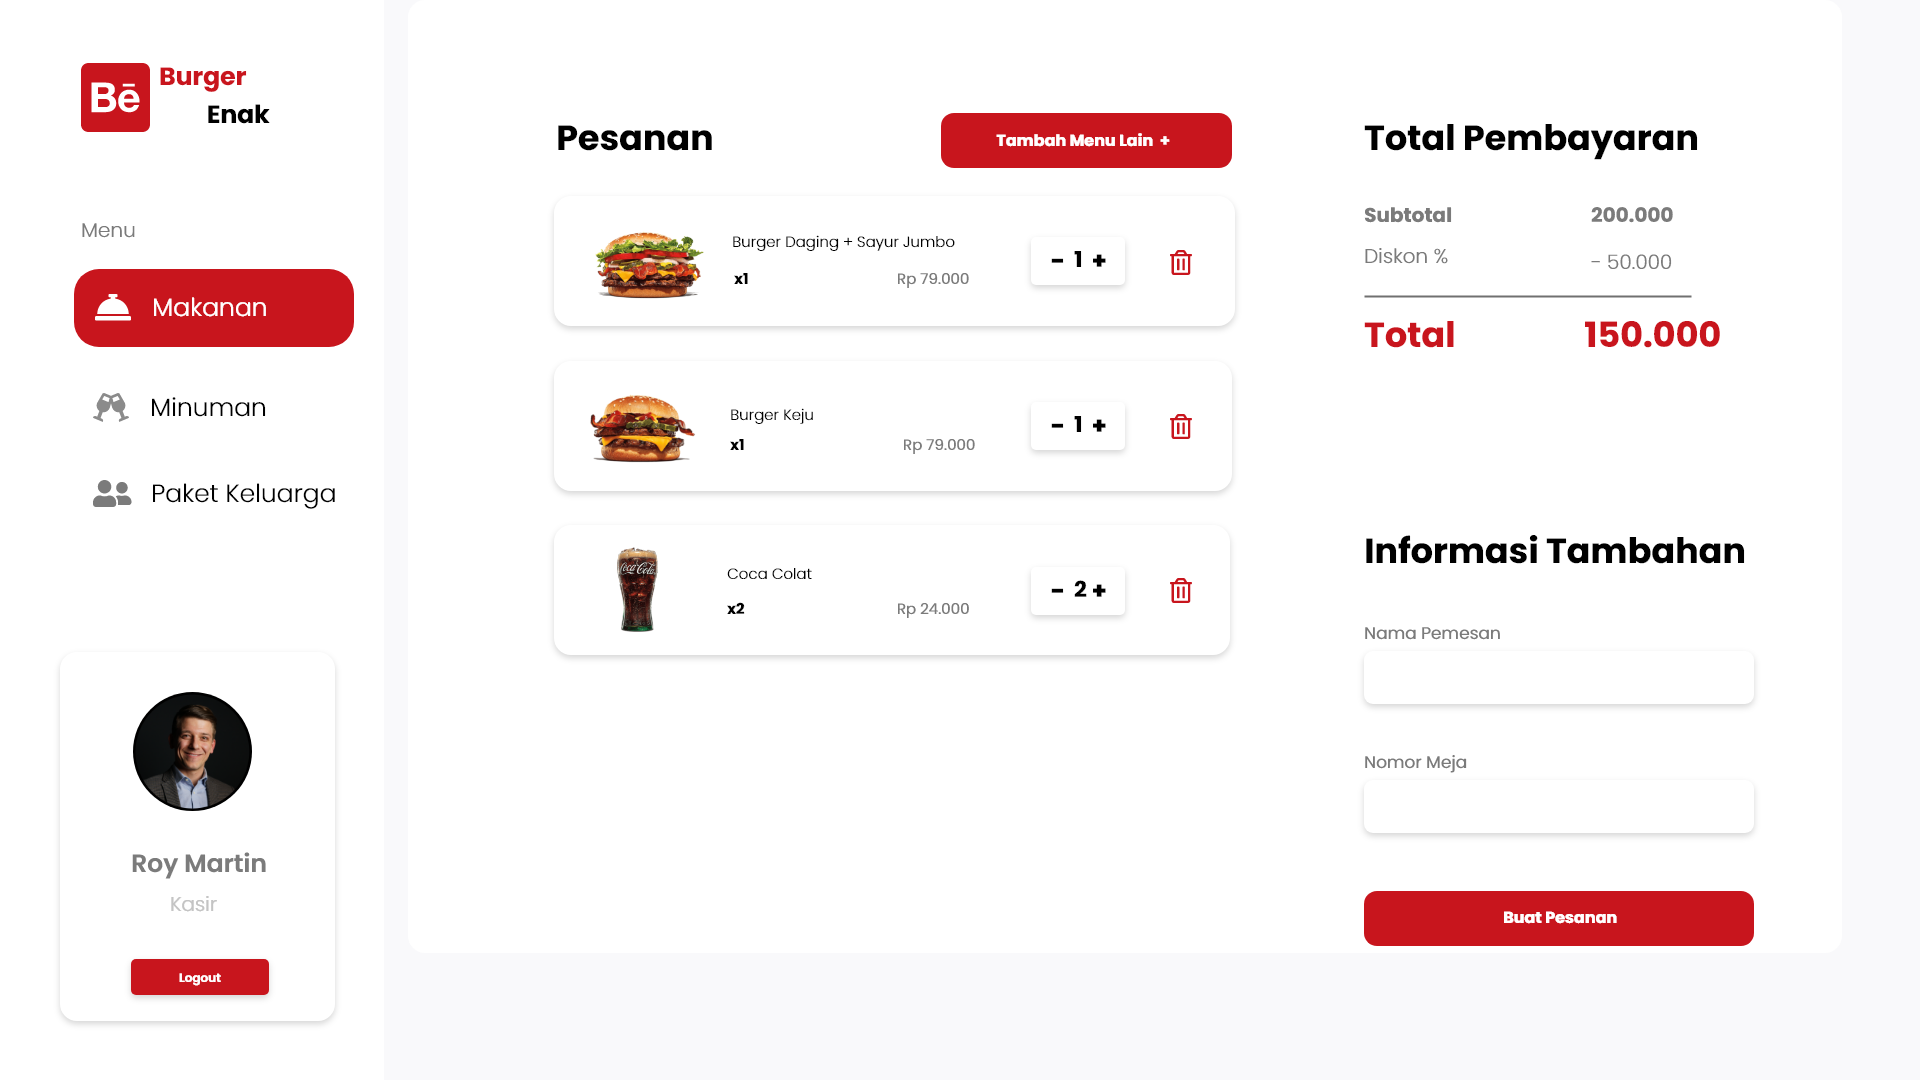 Bē
Burger
Enak
Menu
Makanan
Minuman
Paket Keluarga
Roy Martin
Kasir
Logout
Pesanan
Tambah Menu Lain +
Burger Daging + Sayur Jumbo
x1
Rp 79.000
- 1 +
Burger Keju
x1
Rp 79.000
- 1 +
Coca-Cola
Coca Colat
x2
Rp 24.000
- 2 +
Total Pembayaran
Subtotal 200.000
Diskon % - 50.000
Total 150.000
Informasi Tambahan
Nama Pemesan
Nomor Meja
Buat Pesanan